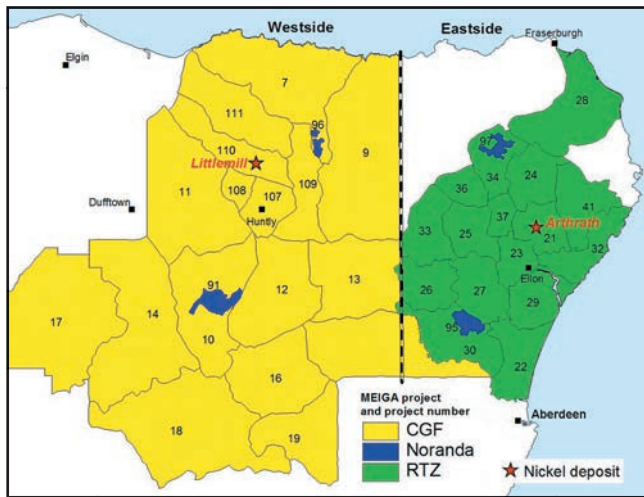 Westside
Eastside
Fraserburgh
Elgin
7
28
111
96
97
9
110
Littlemill
34
24
11
108
107
109
36
41
Dufftown
Huntly
37
Arthrath
33
25
21
32
23
Ellon
91
12
13
26
27
29
17
14
95
10
30
16
22
MEIGA project
and project number
18
19
CGF
Aberdeen
Noranda
RTZ
Nickel deposit